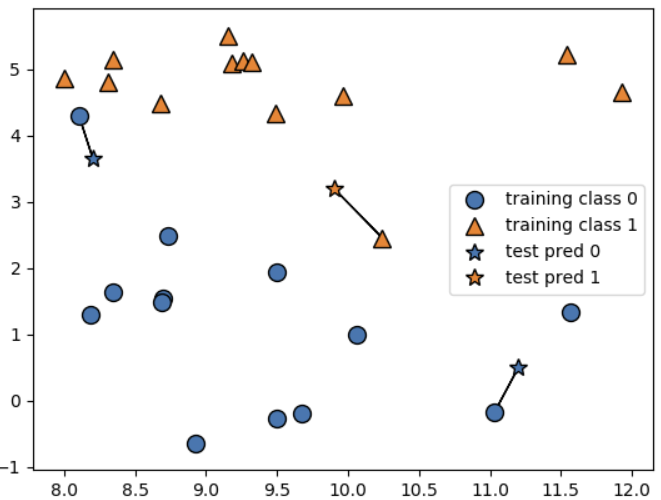 5
4
3
2
1
0
−1
training class 0
training class 1
test pred 0
test pred 1
8.0 8.5 9.0 9.5 10.0 10.5 11.0 11.5 12.0